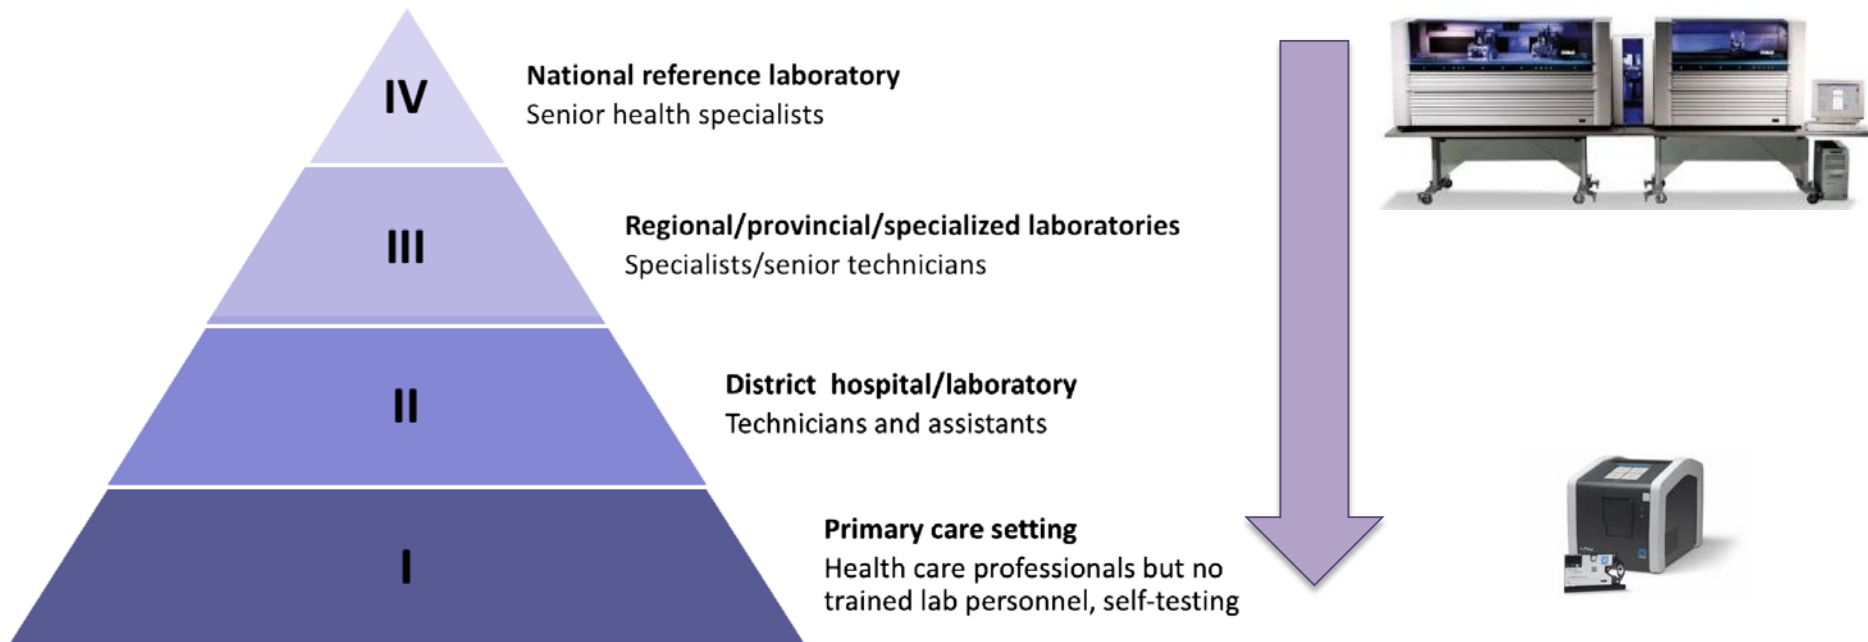 IV
National reference laboratory
Senior health specialists
III
Regional/provincial/specialized laboratories
Specialists/senior technicians
II
District  hospital/laboratory
Technicians and assistants
I
Primary care setting
Health care professionals but no
trained lab personnel, self-testing